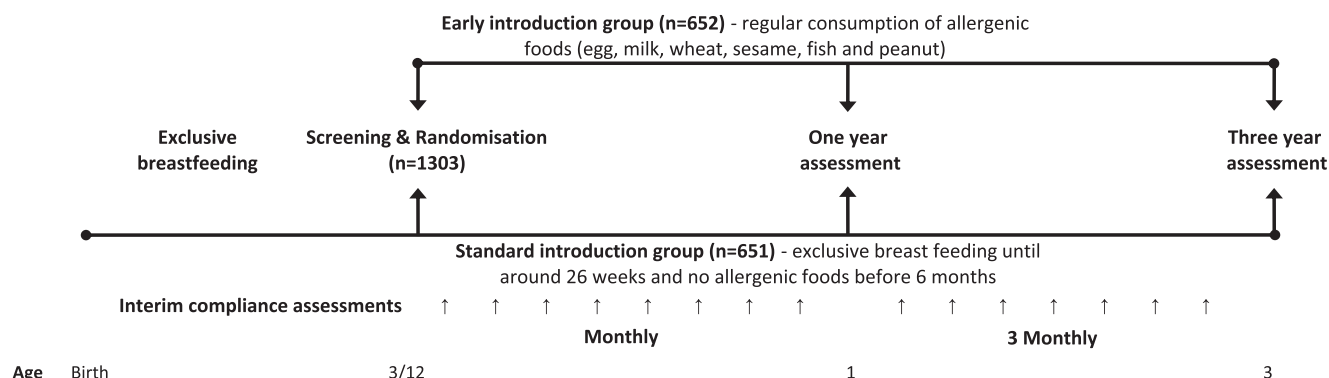 Early introduction group (n=652) - regular consumption of allergenic
foods (egg, milk, wheat, sesame, fish and peanut)
Exclusive
breastfeeding
Screening & Randomisation
(n=1303)
One year
assessment
Three year
assessment
Standard introduction group (n=651) - exclusive breast feeding until
around 26 weeks and no allergenic foods before 6 months
Interim compliance assessments ↑ ↑ ↑ ↑ ↑ ↑ ↑ ↑ ↑ ↑ ↑ ↑ ↑ ↑ ↑
Monthly 3 Monthly
Age Birth 3/12 1 3